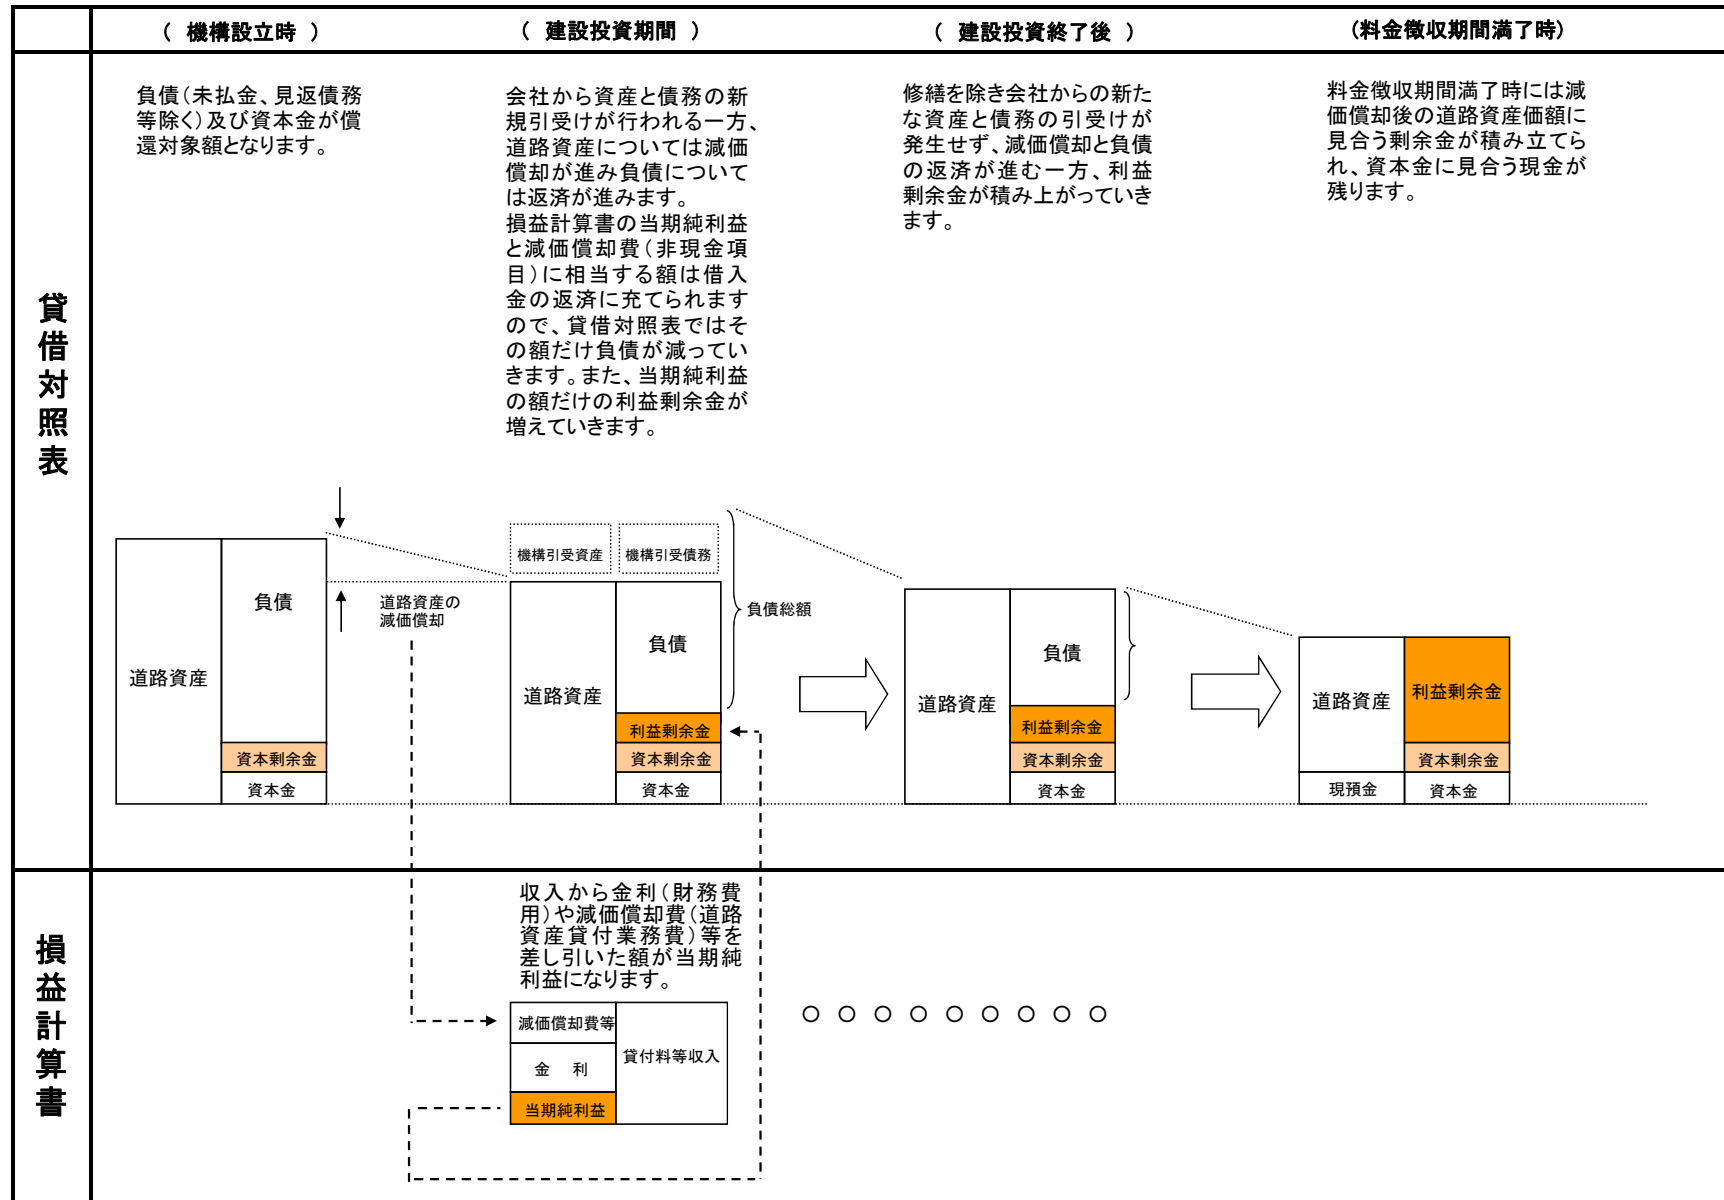 ( 機構設立時 )
( 建設投資期間 )
( 建設投資終了後 )
(料金徴収期間満了時)
貸借対照表
負債(未払金、見返債務
等除く)及び資本金が償
還対象額となります。
会社から資産と債務の新
規引受けが行われる一方、
道路資産については減価
償却が進み負債について
は返済が進みます。
損益計算書の当期純利益
と減価償却費(非現金項
目)に相当する額は借入
金の返済に充てられます
ので、貸借対照表ではそ
の額だけ負債が減ってい
きます。また、当期純利益
の額だけの利益剰余金が
増えていきます。
修繕を除き会社からの新た
な資産と債務の引受けが
発生せず、減価償却と負債
の返済が進む一方、利益
剰余金が積み上がっていき
ます。
料金徴収期間満了時には減
価償却後の道路資産価額に
見合う剰余金が積み立てら
れ、資本金に見合う現金が
残ります。
道路資産
負債
資本剰余金
資本金
道路資産の
減価償却
機構引受資産
機構引受債務
道路資産
負債
利益剰余金
資本剰余金
資本金
負債総額
道路資産
負債
利益剰余金
資本剰余金
資本金
道路資産
現預金
利益剰余金
資本剰余金
資本金
損益計算書
収入から金利(財務費
用)や減価償却費(道路
資産貸付業務費)等を
差し引いた額が当期純
利益になります。
減価償却費等
金 利
当期純利益
貸付料等収入
○ ○ ○ ○ ○ ○ ○ ○ ○